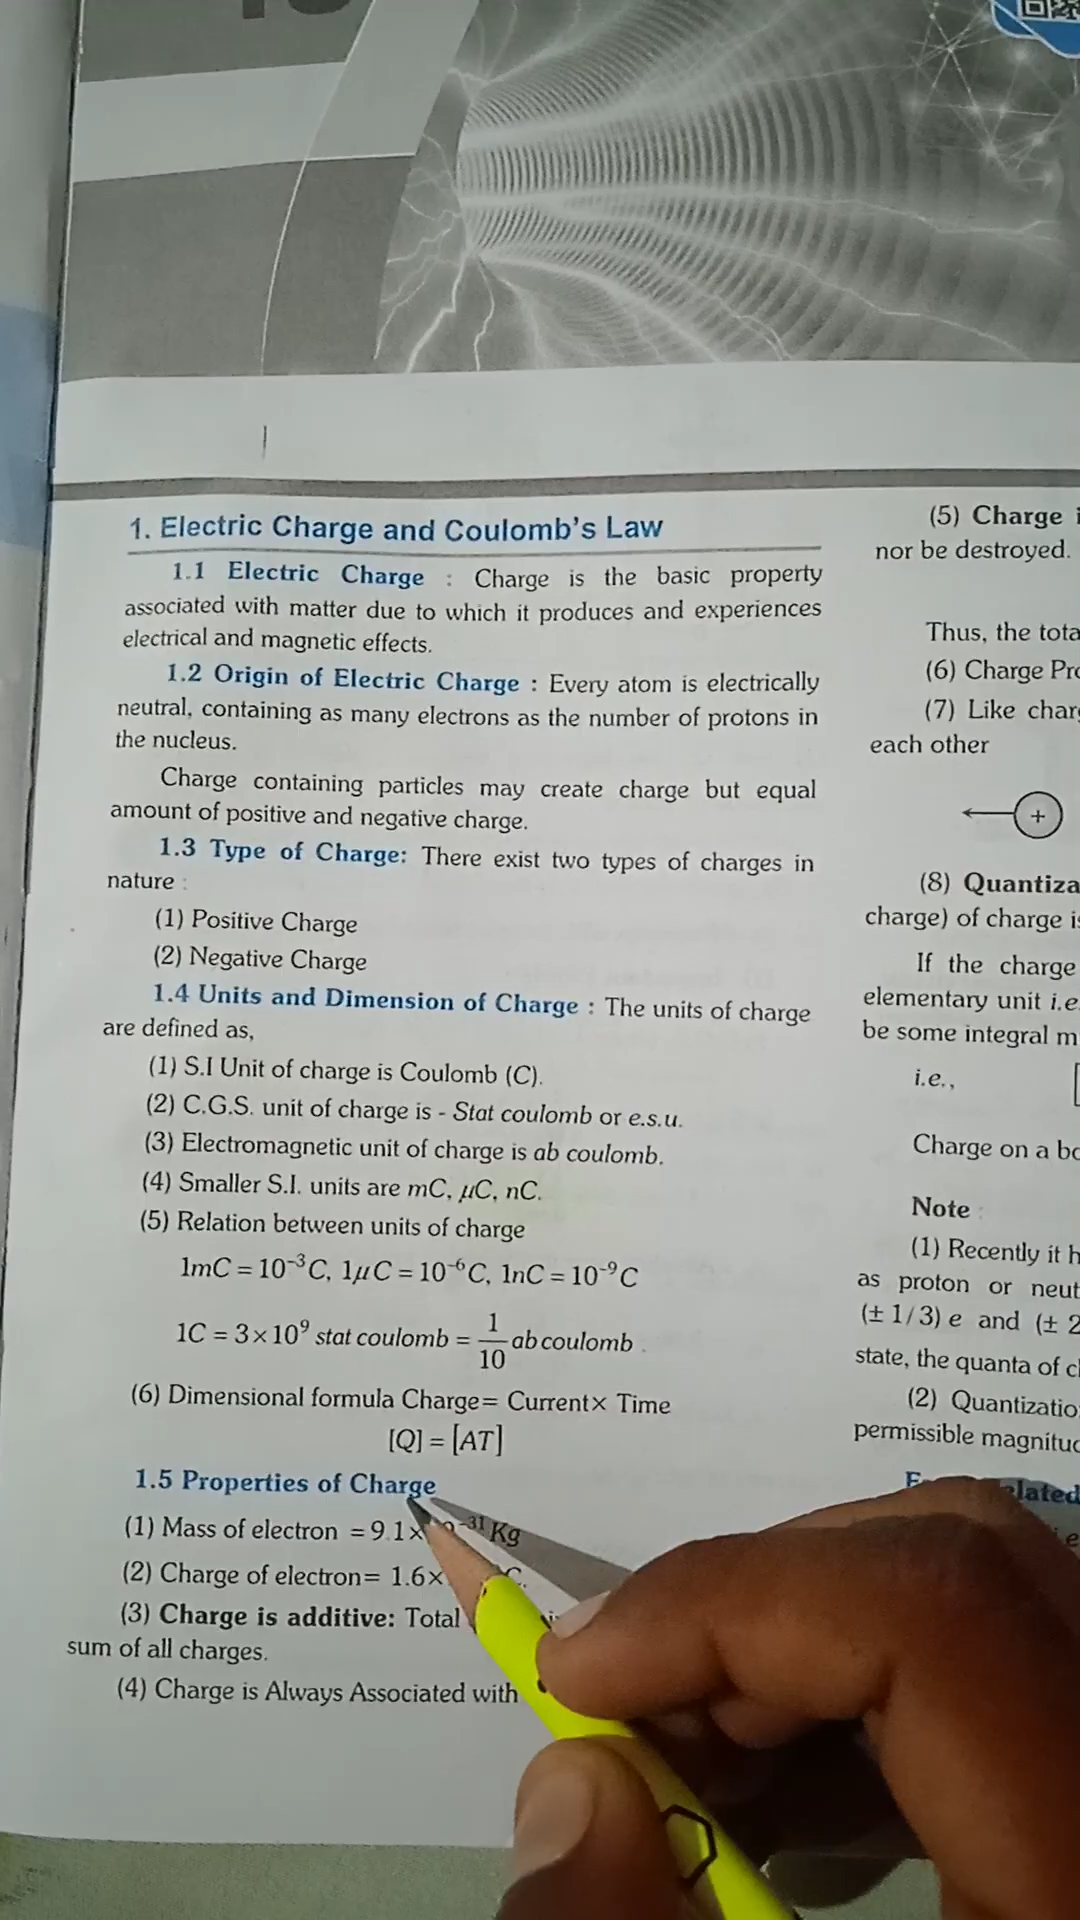 1. Electric Charge and Coulomb's Law
1.1 Electric Charge : Charge is the basic property
associated with matter due to which it produces and experiences
electrical and magnetic effects.
1.2 Origin of Electric Charge : Every atom is electrically
neutral, containing as many electrons as the number of protons in
the nucleus.
Charge containing particles may create charge but equal
amount of positive and negative charge.
1.3 Type of Charge: There exist two types of charges in
nature :
(1) Positive Charge
(2) Negative Charge
1.4 Units and Dimension of Charge : The units of charge
are defined as,
(1) S.I Unit of charge is Coulomb (C).
(2) C.G.S. unit of charge is - Stat coulomb or e.s.u.
(3) Electromagnetic unit of charge is ab coulomb.
(4) Smaller S.I. units are mC, μC, nC.
(5) Relation between units of charge
1mC = 10⁻³C, 1μC = 10⁻⁶C, 1nC = 10⁻⁹C
1C = 3×10⁹ stat coulomb = 1/10 ab coulomb .
(6) Dimensional formula Charge= Current× Time
[Q] = [AT]
1.5 Properties of Charge
(1) Mass of electron = 9.1× ⁻³¹ Kg
(2) Charge of electron= 1.6× C.
(3) Charge is additive: Total
sum of all charges.
(4) Charge is Always Associated with
(5) Charge
nor be destroyed.
Thus, the
(6) Charge
(7) Like
each other
+
(8)
charge) of charge
If the charge
elementary unit i.e.
be some integral
i.e.,
Charge on a
Note :
(1) Recently it
as proton or
(± 1/3) e and (±
state, the quanta of
(2)
permissible